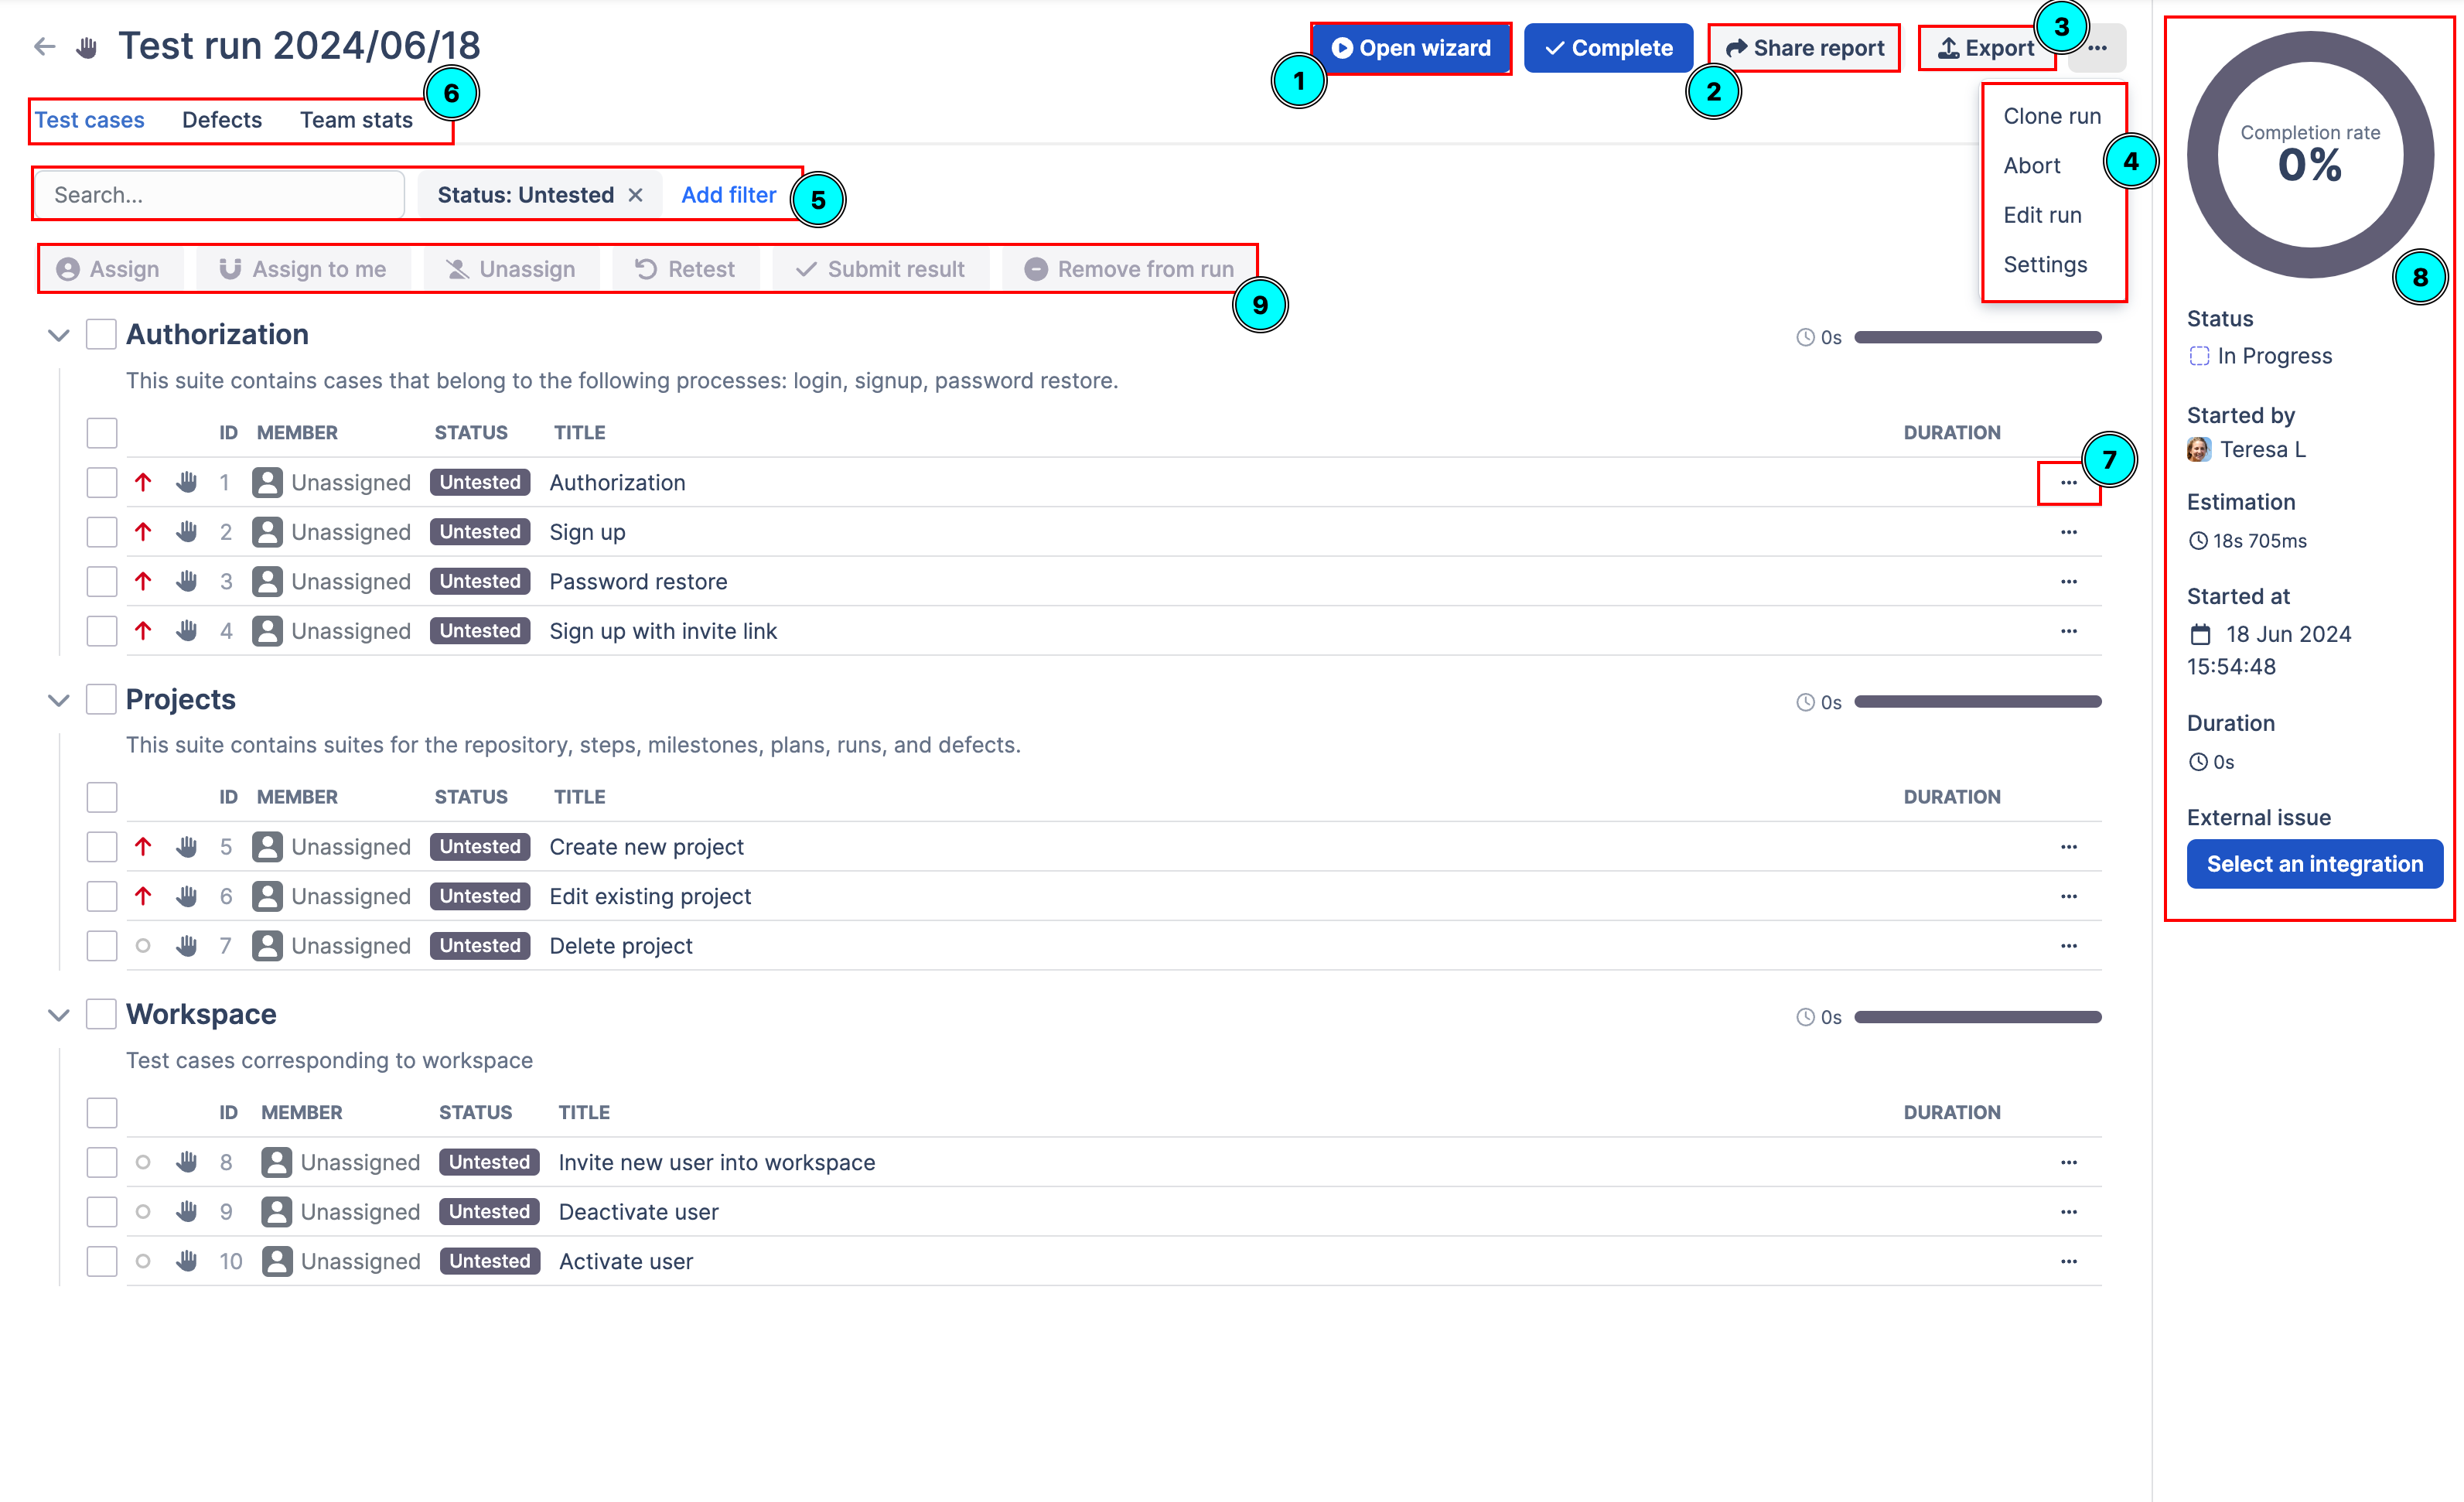 Test run 2024/06/18
Open wizard
Complete
Share report
Export
1
2
3
Test cases Defects Team stats
6
Clone run
Abort
Edit run
Settings
4
Search...
Status: Untested
Add filter
5
Assign
Assign to me
Unassign
Retest
Submit result
Remove from run
9
Authorization
0s
This suite contains cases that belong to the following processes: login, signup, password restore.
ID MEMBER STATUS TITLE DURATION
1 Unassigned Untested Authorization
7
2 Unassigned Untested Sign up
3 Unassigned Untested Password restore
4 Unassigned Untested Sign up with invite link
Projects
0s
This suite contains suites for the repository, steps, milestones, plans, runs, and defects.
ID MEMBER STATUS TITLE DURATION
5 Unassigned Untested Create new project
6 Unassigned Untested Edit existing project
7 Unassigned Untested Delete project
Workspace
0s
Test cases corresponding to workspace
ID MEMBER STATUS TITLE DURATION
8 Unassigned Untested Invite new user into workspace
9 Unassigned Untested Deactivate user
10 Unassigned Untested Activate user
Completion rate
0%
8
Status
In Progress
Started by
Teresa L
Estimation
18s 705ms
Started at
18 Jun 2024
15:54:48
Duration
0s
External issue
Select an integration